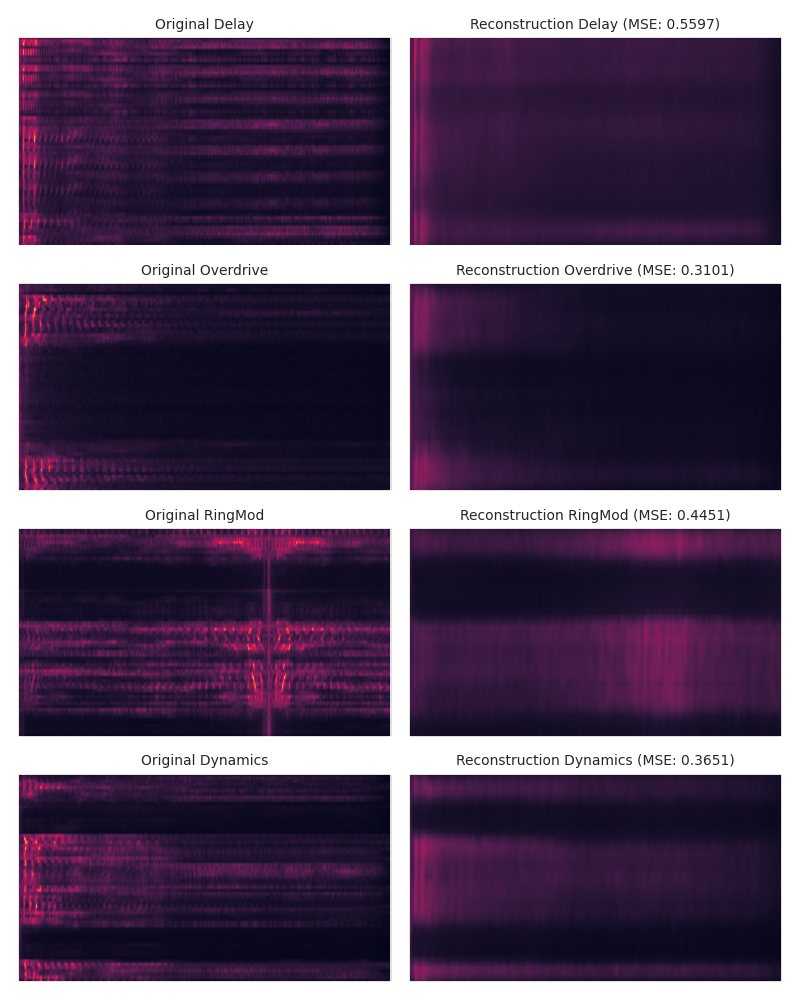 Original Delay
Reconstruction Delay (MSE: 0.5597)
Original Overdrive
Reconstruction Overdrive (MSE: 0.3101)
Original RingMod
Reconstruction RingMod (MSE: 0.4451)
Original Dynamics
Reconstruction Dynamics (MSE: 0.3651)